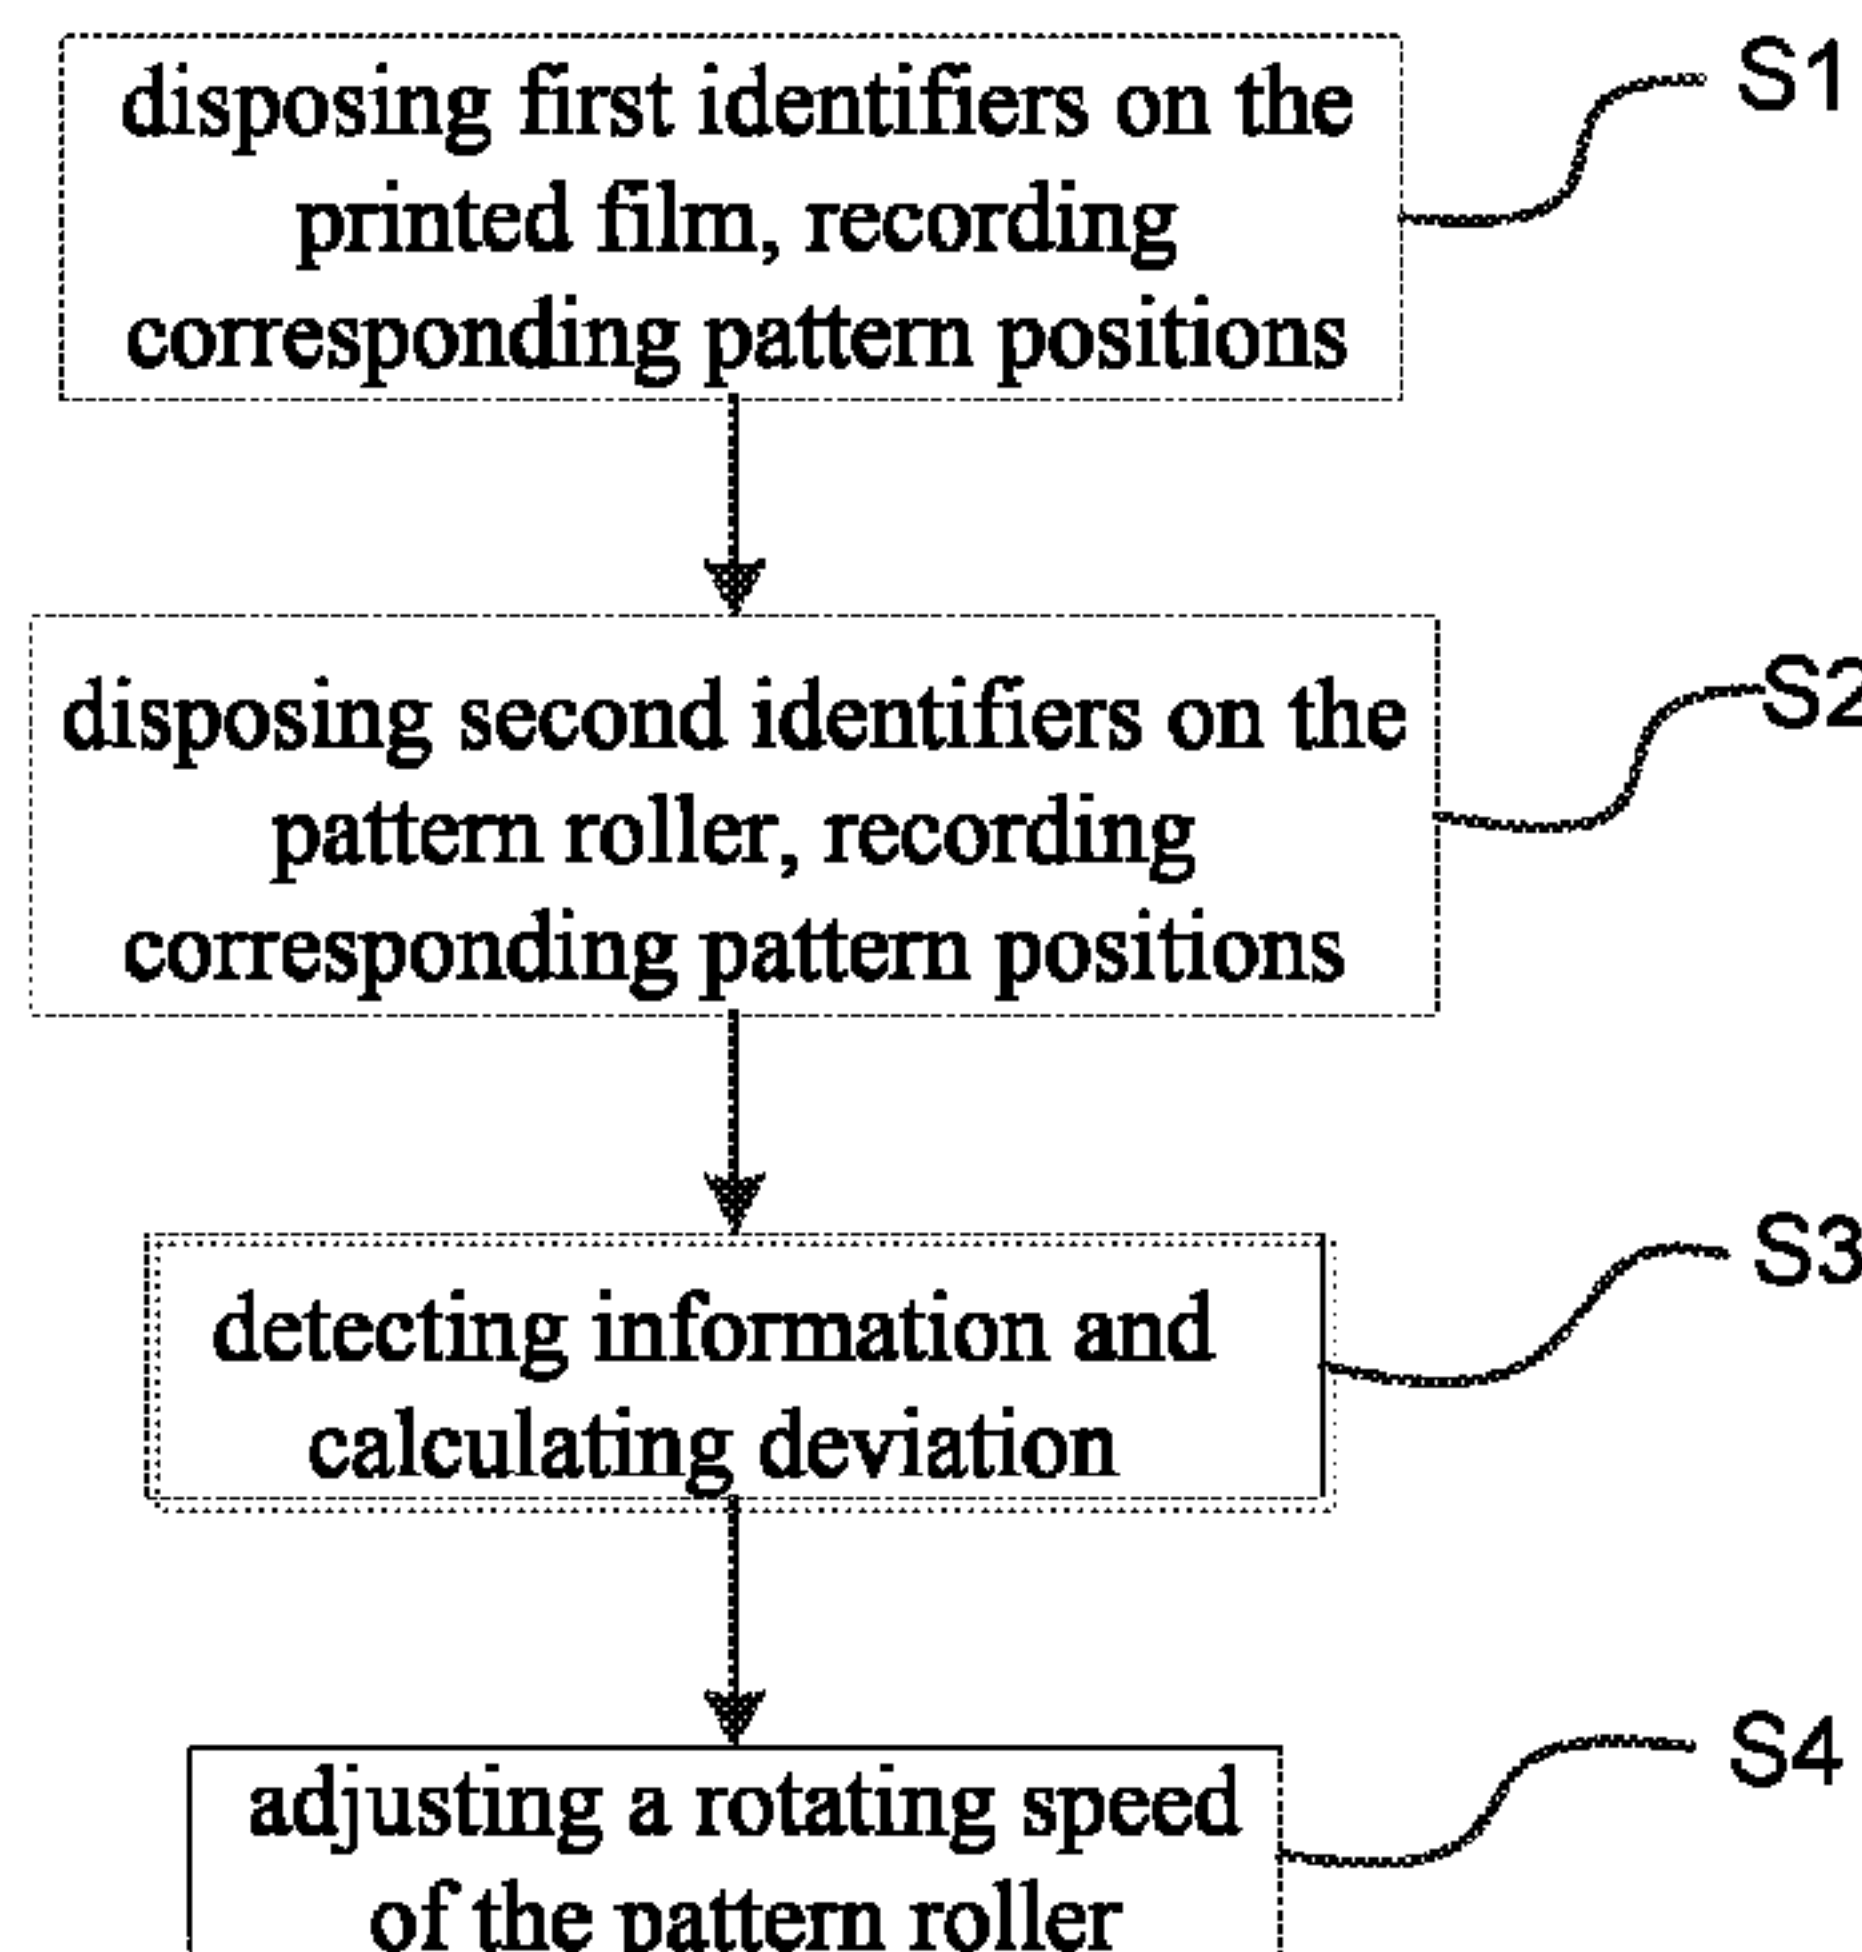 disposing first identifiers on the
printed film, recording
corresponding pattern positions
S1
disposing second identifiers on the
pattern roller, recording
corresponding pattern positions
S2
detecting information and
calculating deviation
S3
adjusting a rotating speed
of the pattern roller
S4